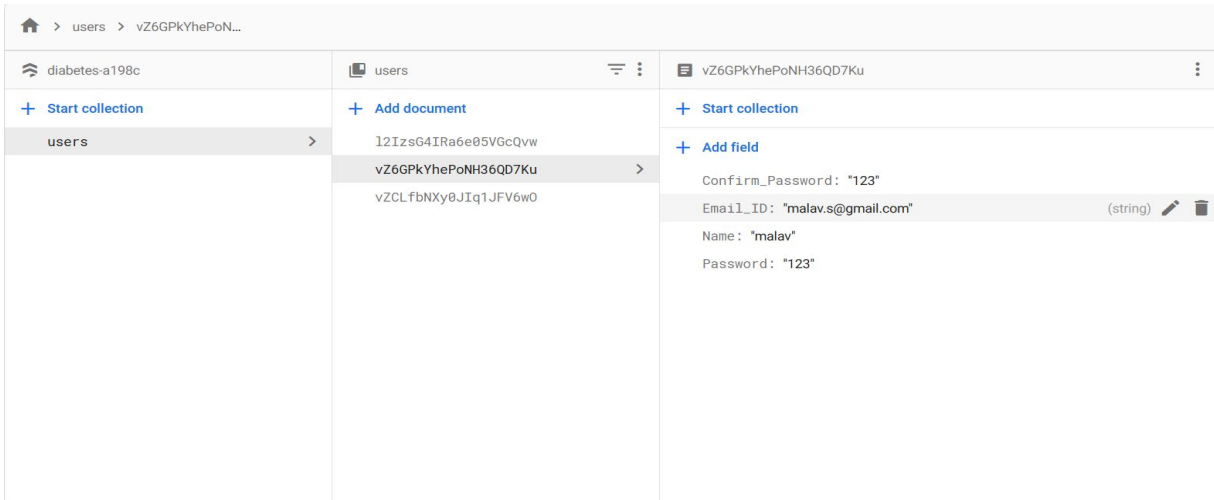 users > vZ6GPkYhePoN...
diabetes-a198c
+ Start collection
users
users
+ Add document
l2IzsG4IRa6e05VGcQvw
vZ6GPkYhePoNH36QD7Ku
vZCLfbNXy0JIq1JFV6wO
vZ6GPkYhePoNH36QD7Ku
+ Start collection
+ Add field
Confirm_Password: "123"
Email_ID: "malav.s@gmail.com" (string)
Name: "malav"
Password: "123"